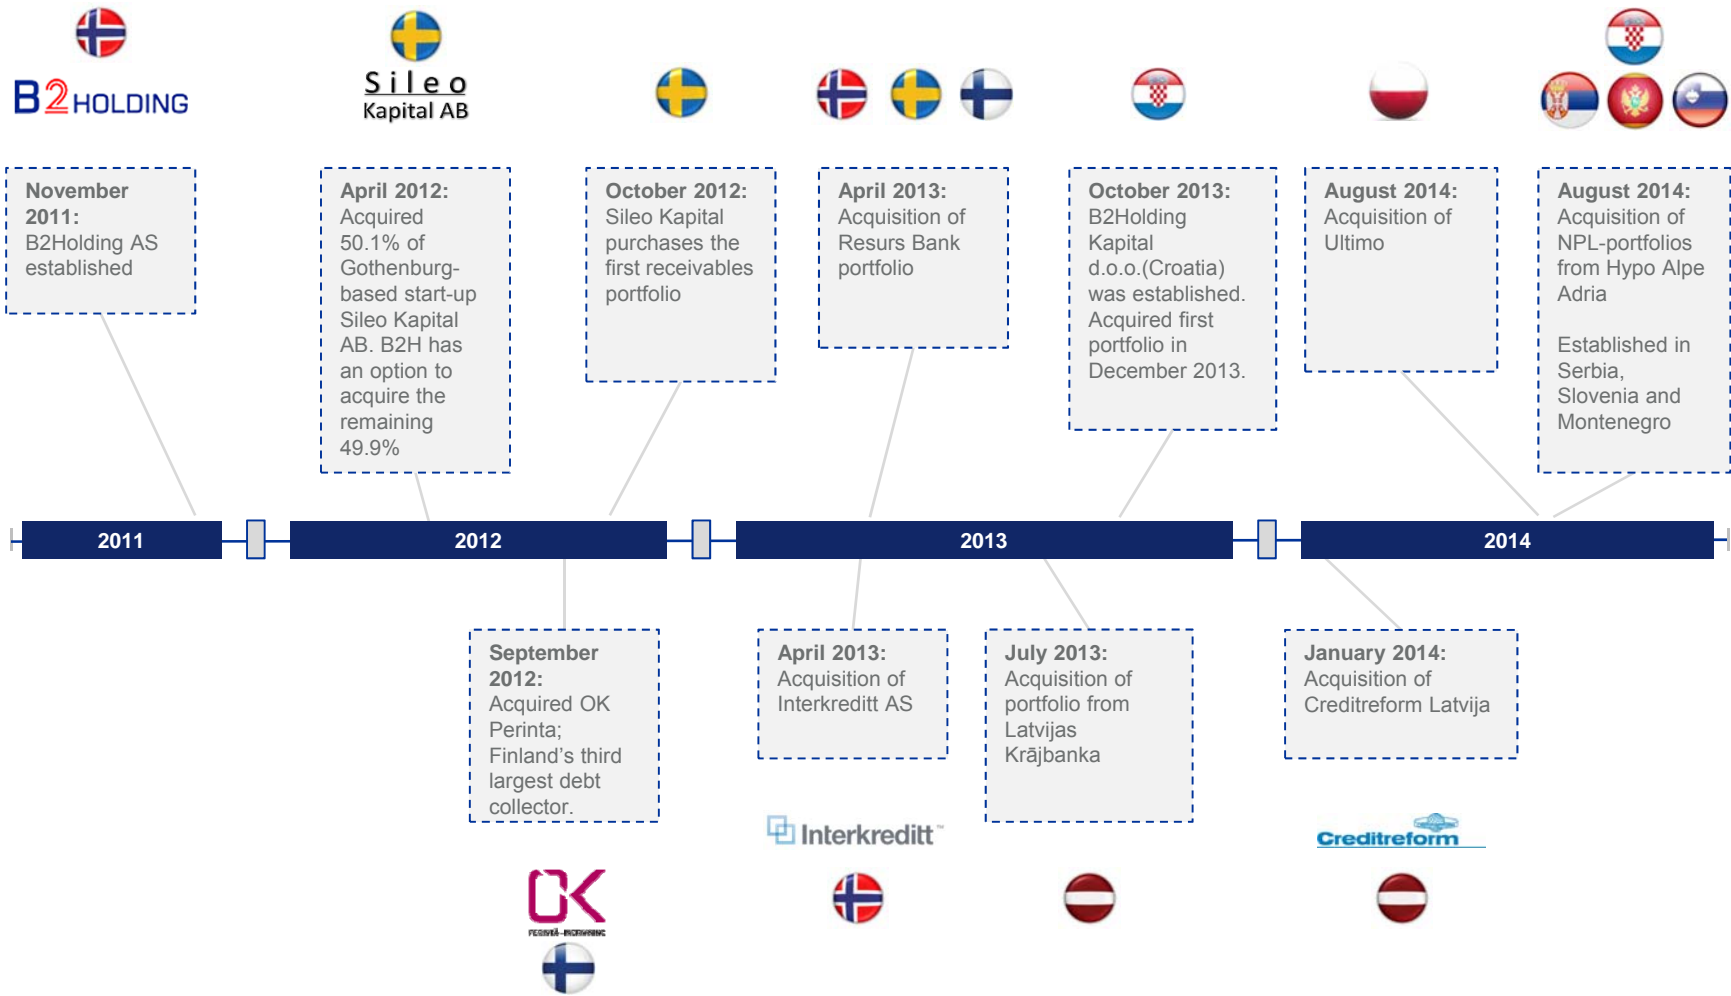 B2HOLDING
Sileo
Kapital AB
November
2011:
B2Holding AS
established
April 2012:
Acquired
50.1% of
Gothenburg-
based start-up
Sileo Kapital
AB. B2H has
an option to
acquire the
remaining
49.9%
October 2012:
Sileo Kapital
purchases the
first receivables
portfolio
April 2013:
Acquisition of
Resurs Bank
portfolio
October 2013:
B2Holding
Kapital
d.o.o.(Croatia)
was established.
Acquired first
portfolio in
December 2013.
August 2014:
Acquisition of
Ultimo
August 2014:
Acquisition of
NPL-portfolios
from Hypo Alpe
Adria
Established in
Serbia,
Slovenia and
Montenegro
2011
2012
2013
2014
September
2012:
Acquired OK
Perinta;
Finland’s third
largest debt
collector.
April 2013:
Acquisition of
Interkreditt AS
July 2013:
Acquisition of
portfolio from
Latvijas
Krājbanka
January 2014:
Acquisition of
Creditreform Latvija
Interkreditt™
Creditreform
OK